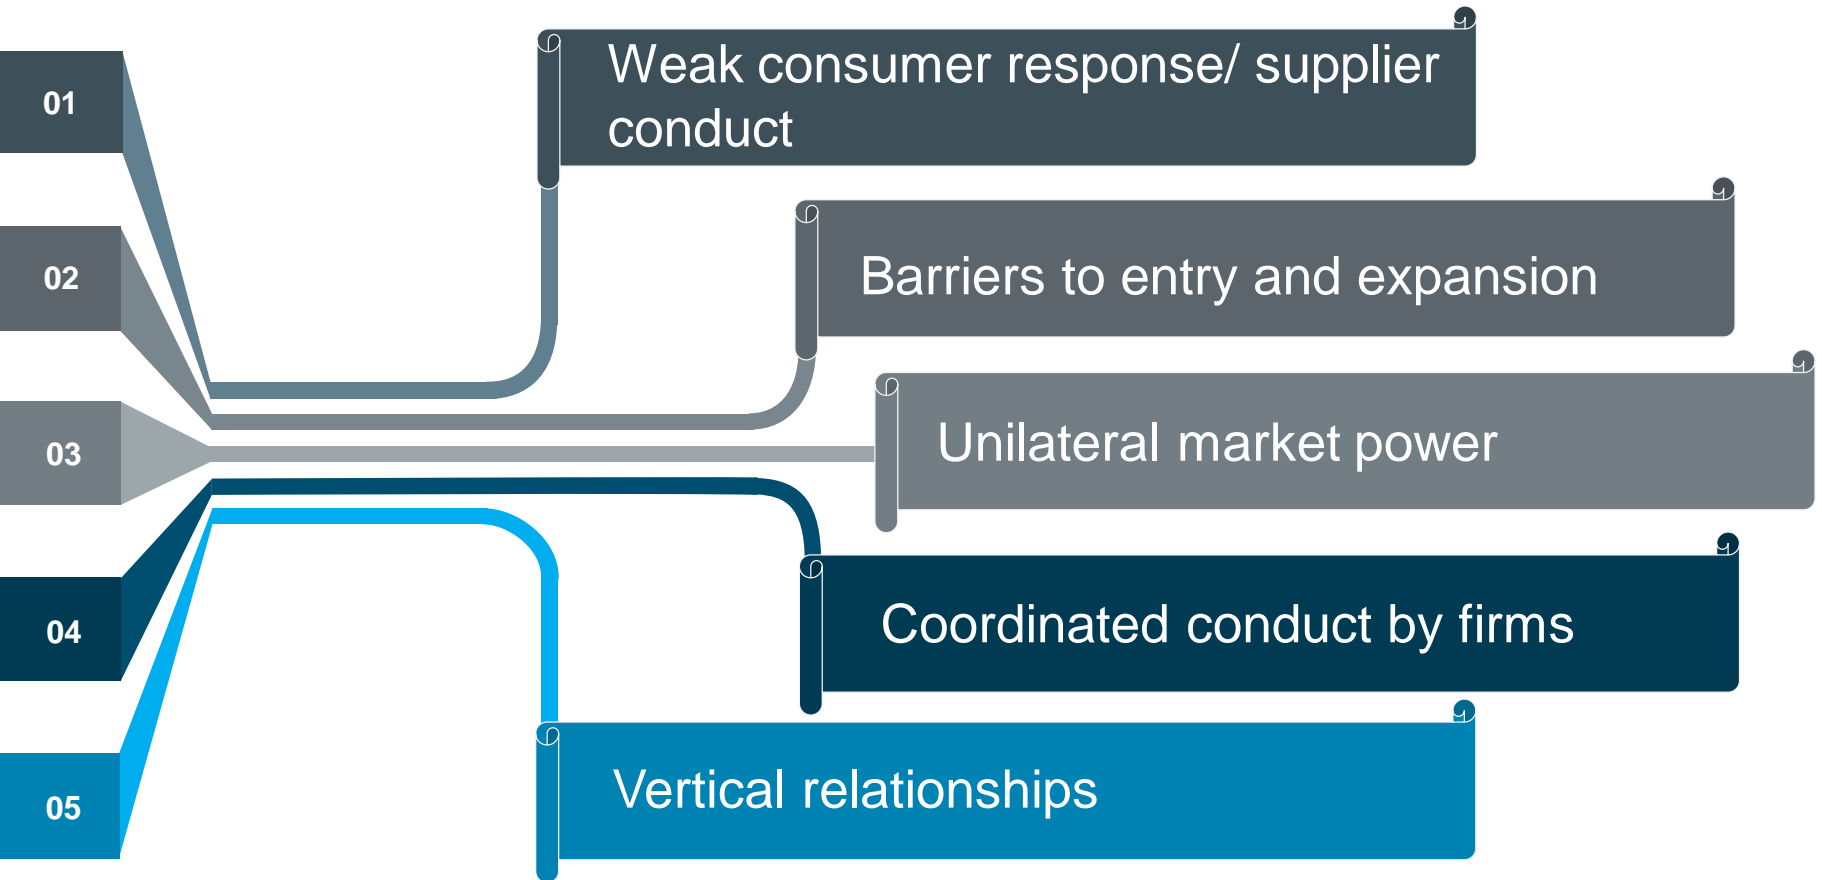 01
Weak consumer response/ supplier
conduct
02
Barriers to entry and expansion
03
Unilateral market power
04
Coordinated conduct by firms
05
Vertical relationships